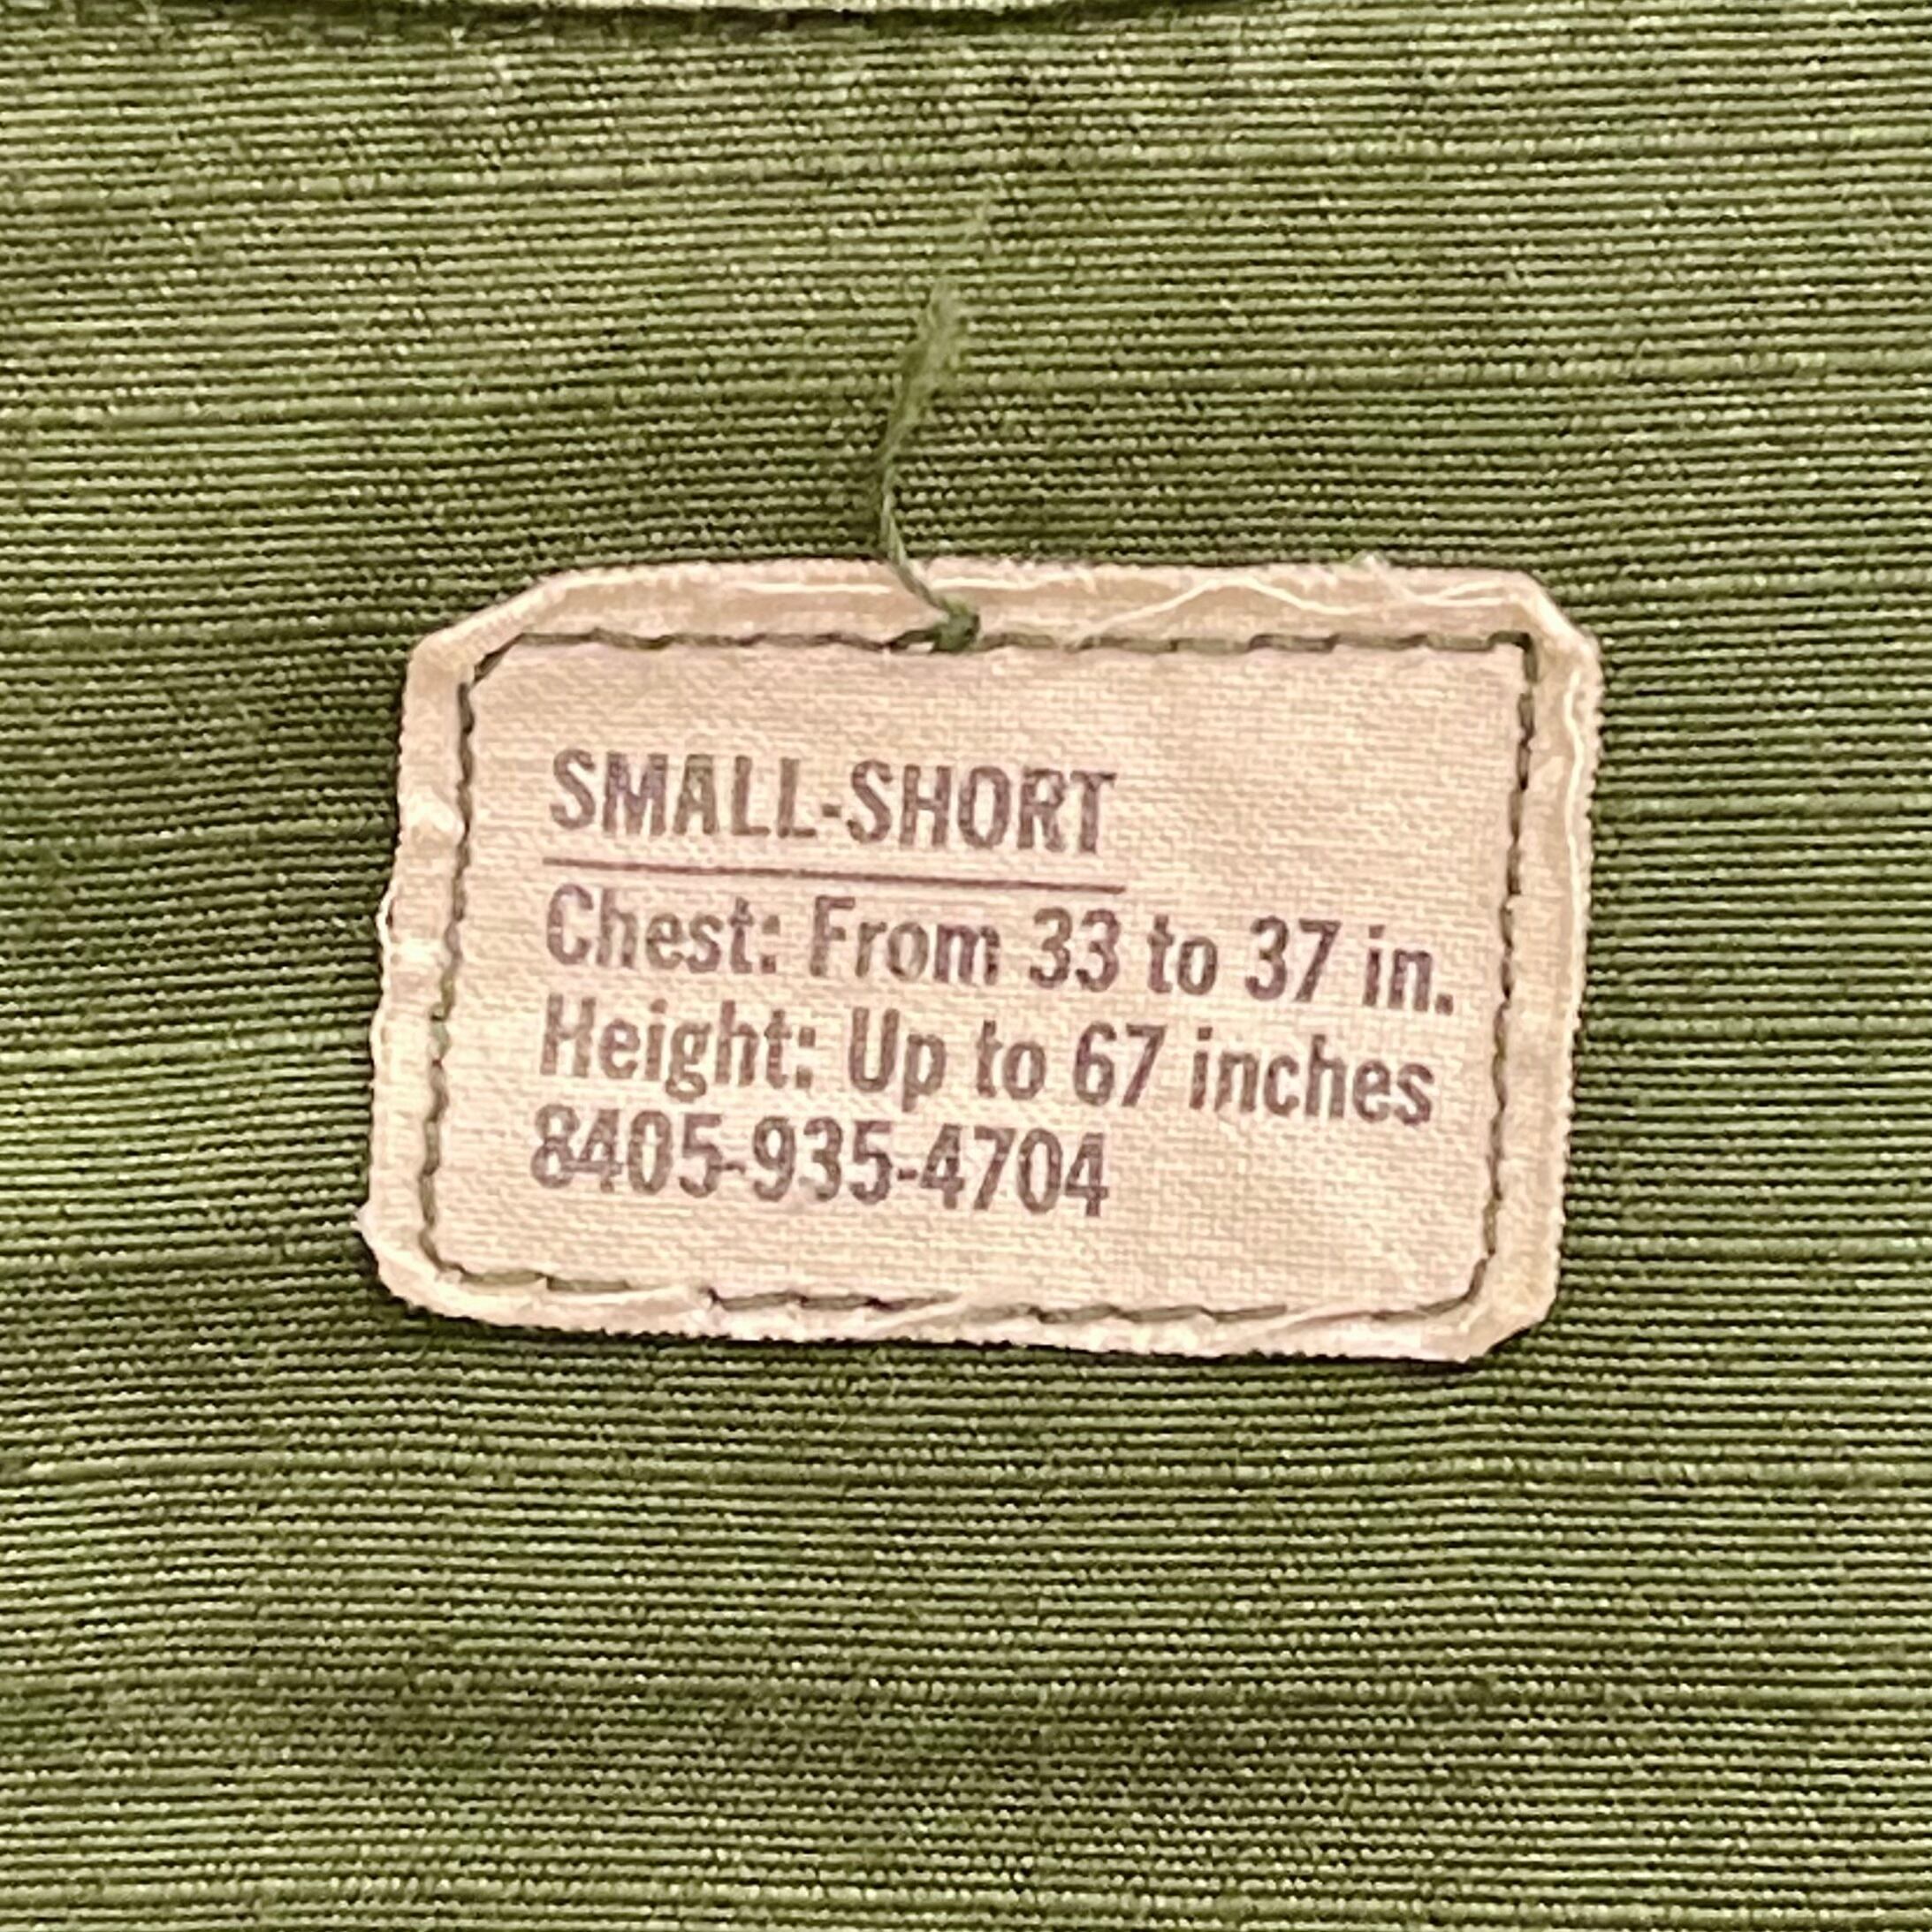 SMALL-SHORT
Chest: From 33 to 37 in.
Height: Up to 67 inches
8405-935-4704